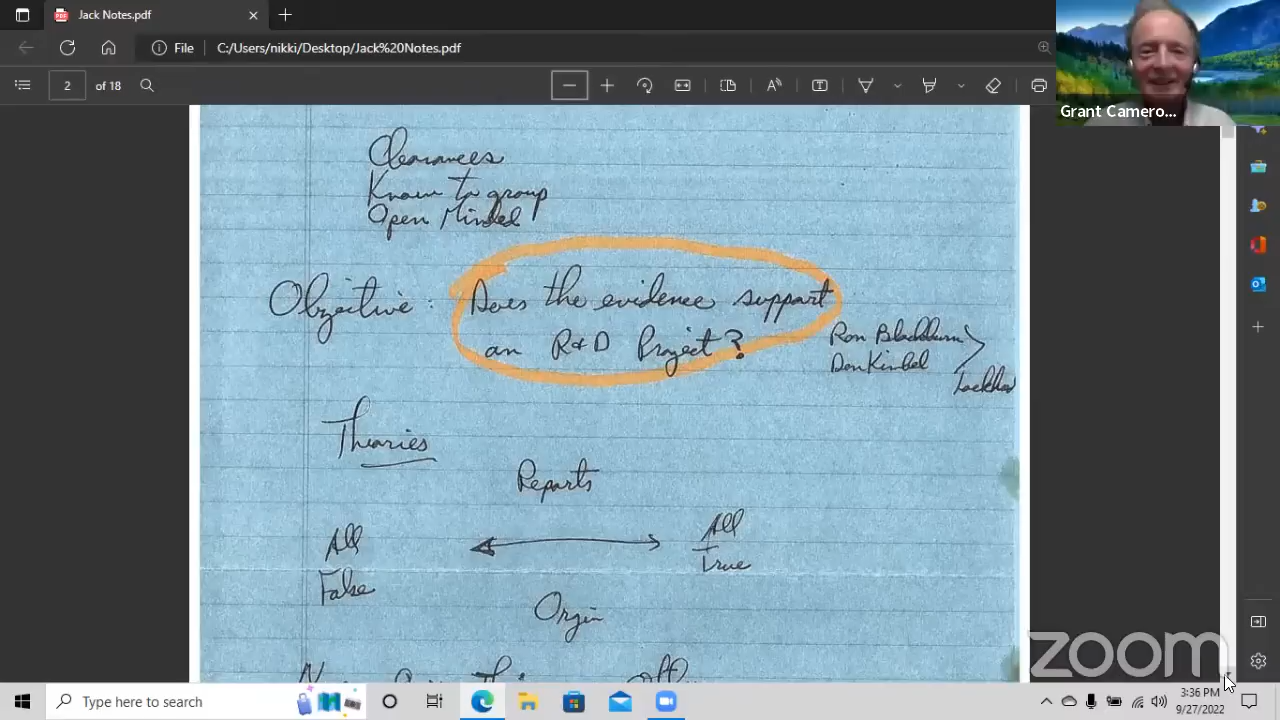 Jack Notes.pdf
File C:/Users/nikki/Desktop/Jack%20Notes.pdf
2 of 18
Grant Camero...
Clearances
Known to group
Open Minded
Objective: Does the evidence support
an R&D Project?
Ron Blackburn
Don Kimbel
Theories
Reports
All
False
All
True
Orgin
zoom
Type here to search
3:36 PM
9/27/2022